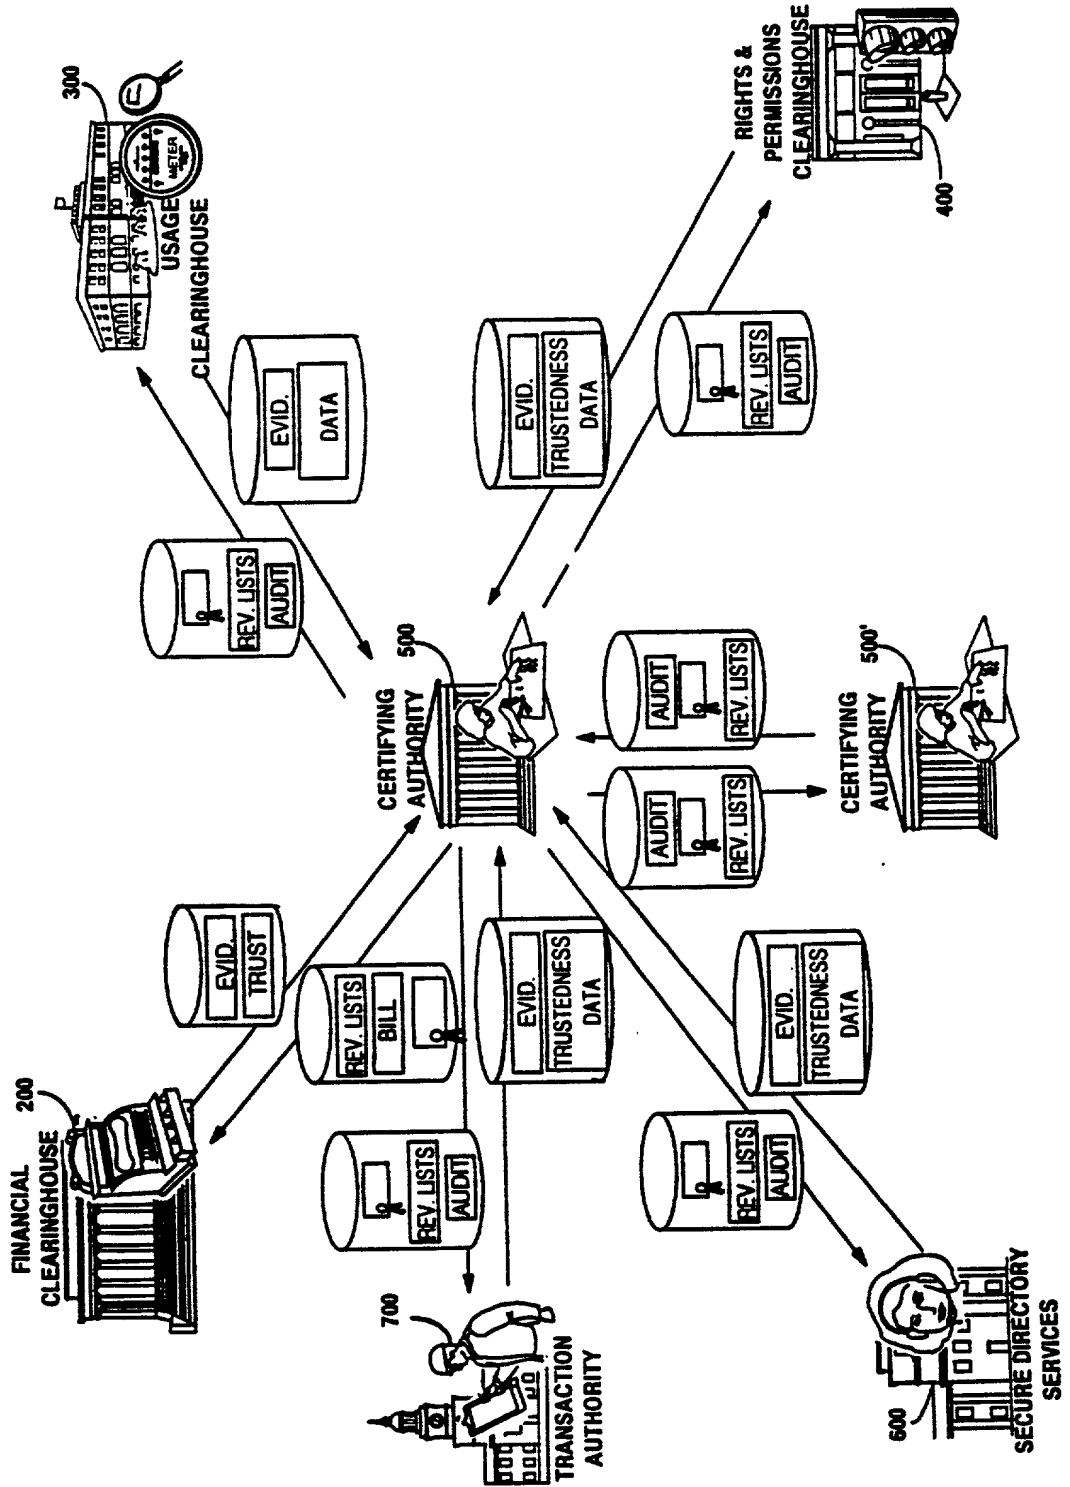 FINANCIAL
CLEARINGHOUSE
200
EVID.
TRUST
REV. LISTS
BILL
REV. LISTS
AUDIT
300
METER
USAGE
CLEARINGHOUSE
EVID.
DATA
REV. LISTS
AUDIT
700
TRANSACTION
AUTHORITY
EVID.
TRUSTEDNESS
DATA
CERTIFYING
AUTHORITY
500
EVID.
TRUSTEDNESS
DATA
REV. LISTS
AUDIT
RIGHTS &
PERMISSIONS
CLEARINGHOUSE
400
AUDIT
REV. LISTS
AUDIT
REV. LISTS
EVID.
TRUSTEDNESS
DATA
REV. LISTS
AUDIT
600
SECURE DIRECTORY
SERVICES
CERTIFYING
AUTHORITY
500'